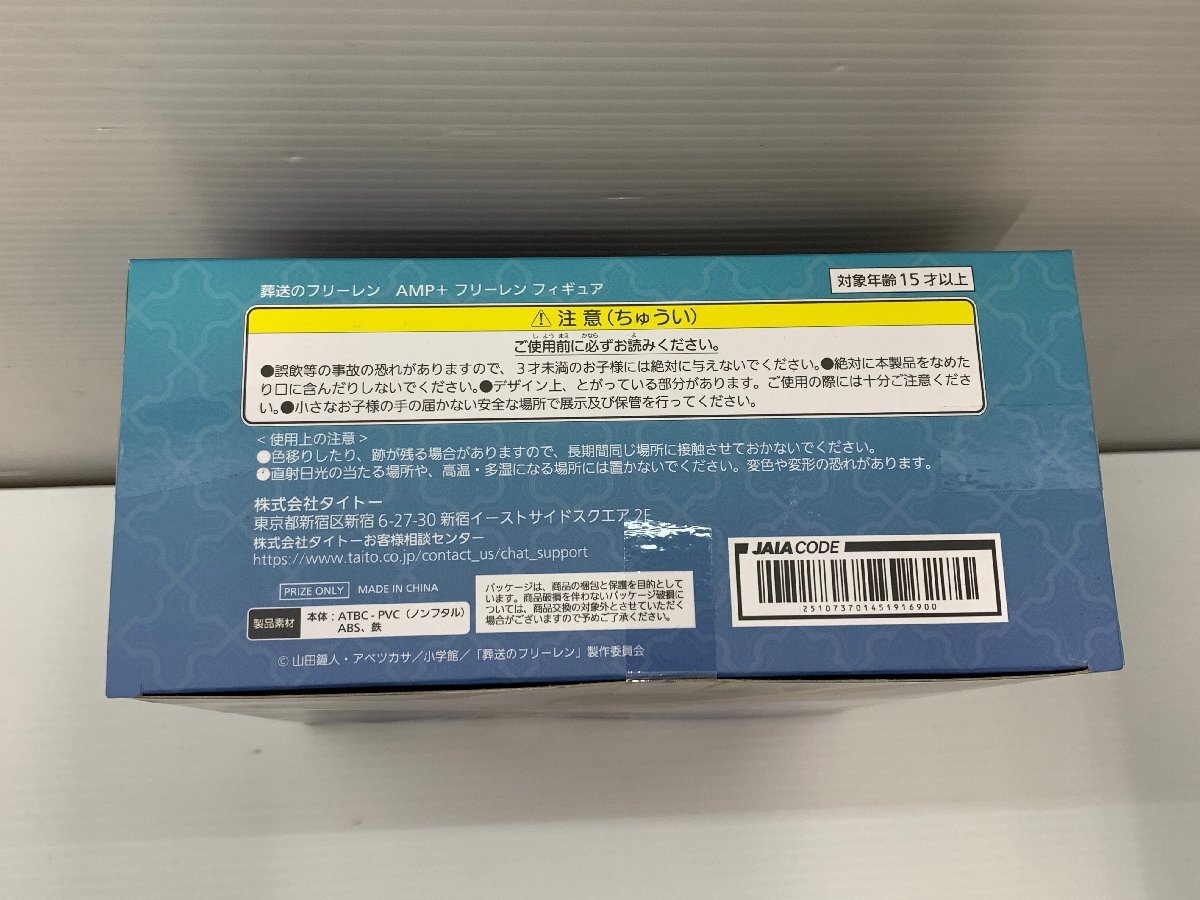 葬送のフリーレン AMP+ フリーレン フィギュア
対象年齢15才以上
⚠ 注意(ちゅうい)
ご使用前に必ずお読みください。
●誤飲等の事故の恐れがありますので、3才未満のお子様には絶対に与えないでください。●絶対に本製品をなめた
り口に含んだりしないでください。●デザイン上、とがっている部分があります。ご使用の際には十分ご注意くださ
い。●小さなお子様の手の届かない安全な場所で展示及び保管を行ってください。
<使用上の注意>
●色移りしたり、跡が残る場合がありますので、長期間同じ場所に接触させておかないでください。
●直射日光の当たる場所や、高温・多湿になる場所には置かないでください。変色や変形の恐れがあります。
株式会社タイトー
東京都新宿区新宿 6-27-30 新宿イーストサイドスクエア 2F
株式会社タイトーお客様相談センター
https://www.taito.co.jp/contact_us/chat_support
PRIZE ONLY MADE IN CHINA
製品素材 本体:ATBC-PVC(ノンフタル)
ABS、鉄
パッケージは、商品の梱包と保護を目的として
います。商品破損を伴わないパッケージ破損に
ついては、商品交換の対象外とさせていただく
場合がございますので予めご了承ください。
JAIA CODE
251073701451916900
© 山田鐘人・アベツカサ/小学館/「葬送のフリーレン」製作委員会